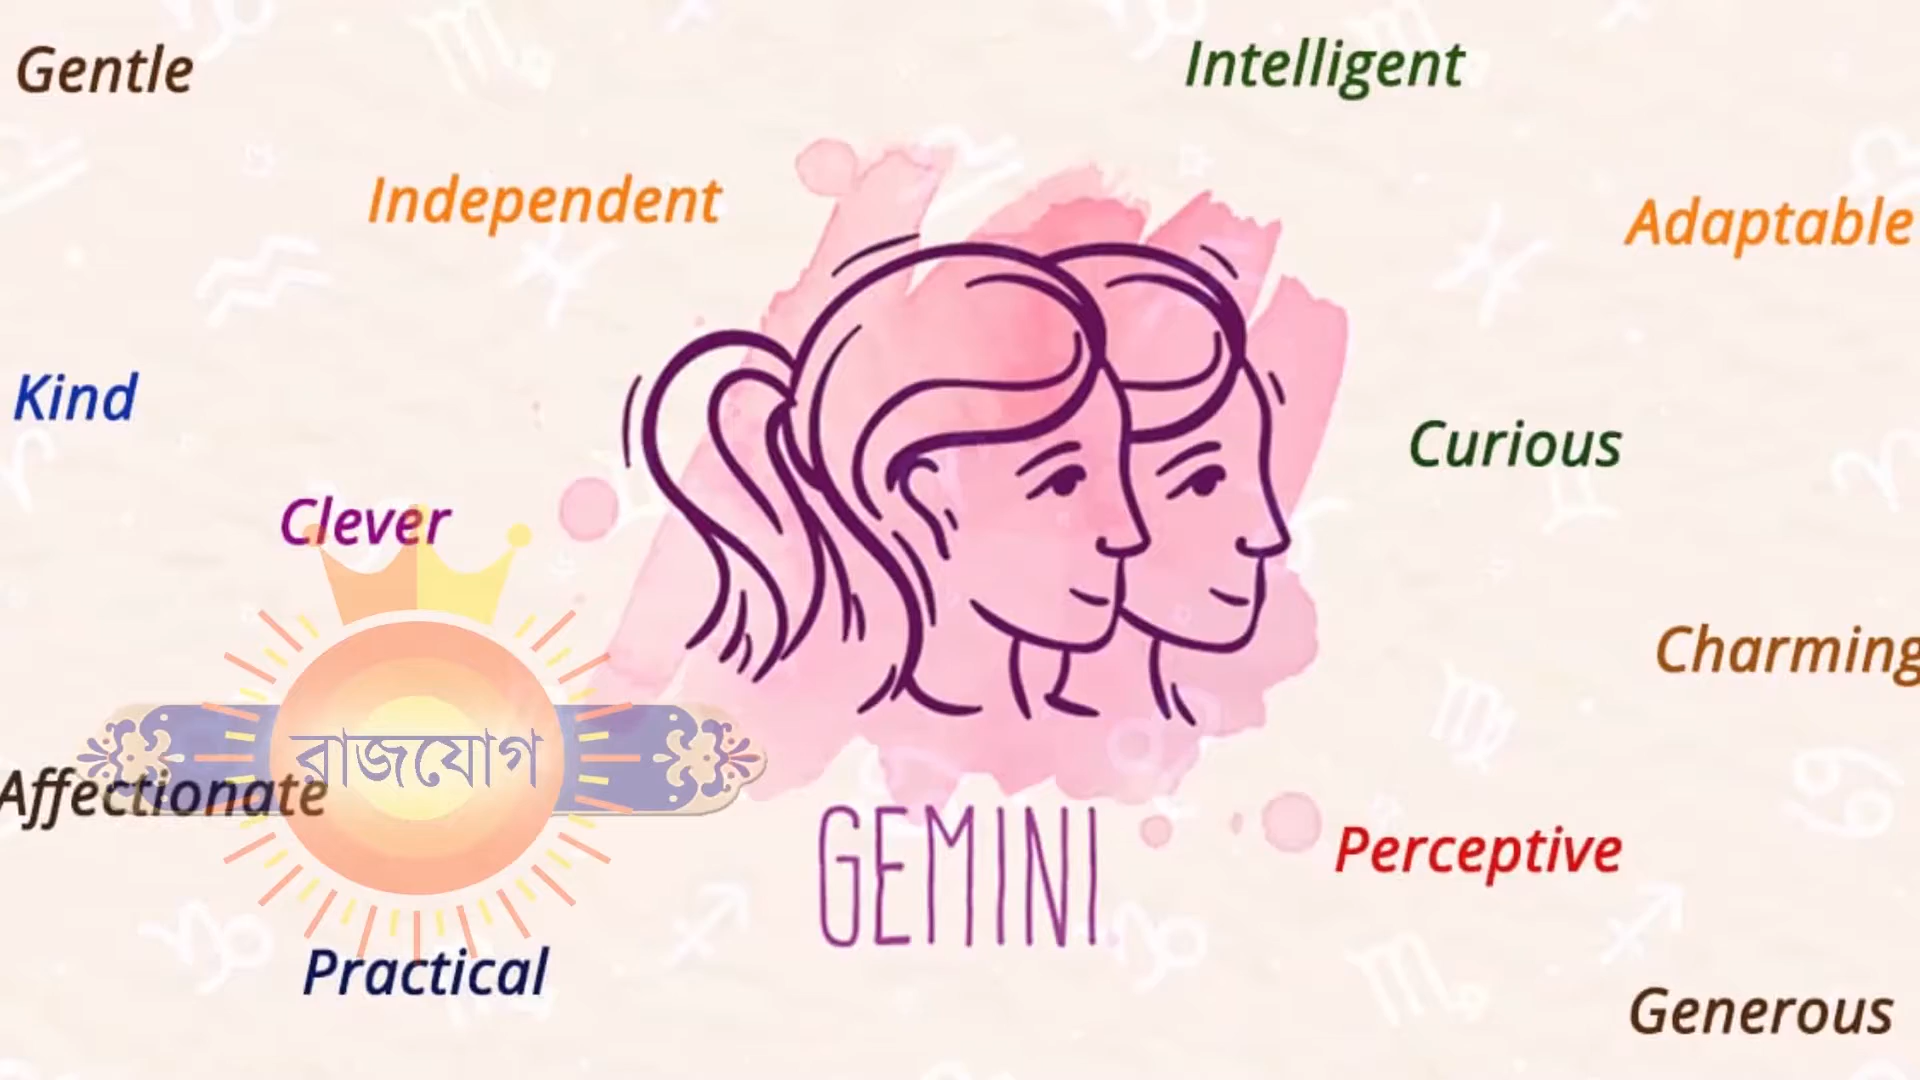 Gentle
Intelligent
Independent
Adaptable
Kind
Curious
Clever
Charming
রাজযোগ
Affectionate
GEMINI
Perceptive
Practical
Generous